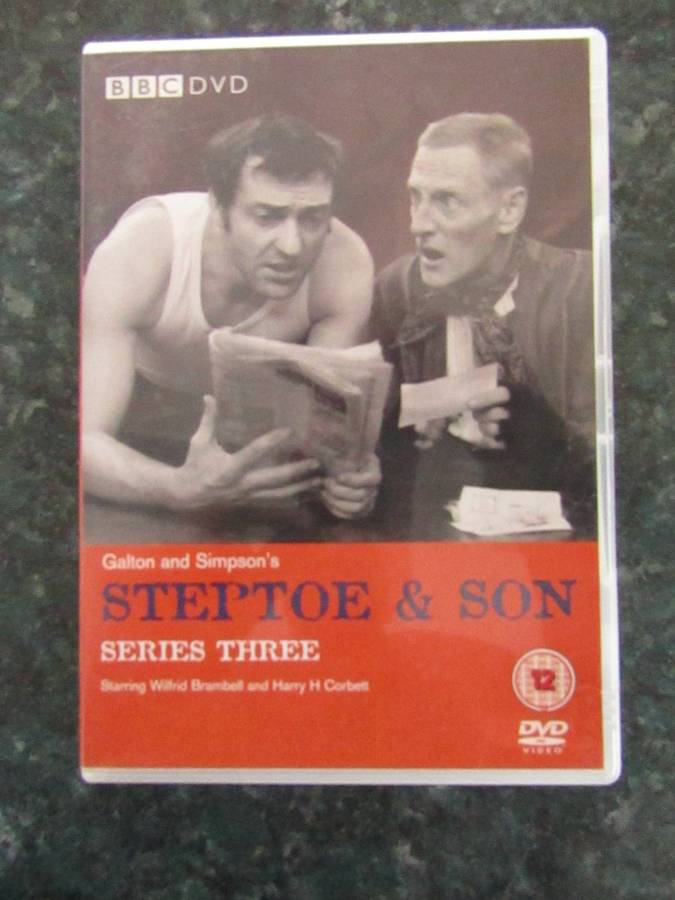 BBC DVD
Galton and Simpson's
STEPTOE & SON
SERIES THREE
Starring Wilfrid Brambell and Harry H Corbett
12
DVD
VIDEO